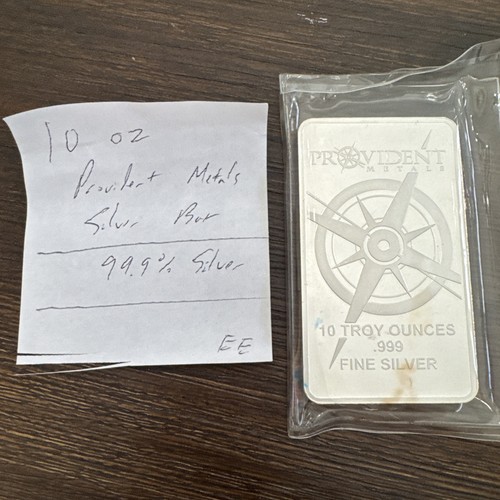 10 oz
Provident Metals
Silver Bar
99.9% Silver
EE
PROVIDENT
METALS
10 TROY OUNCES
.999
FINE SILVER